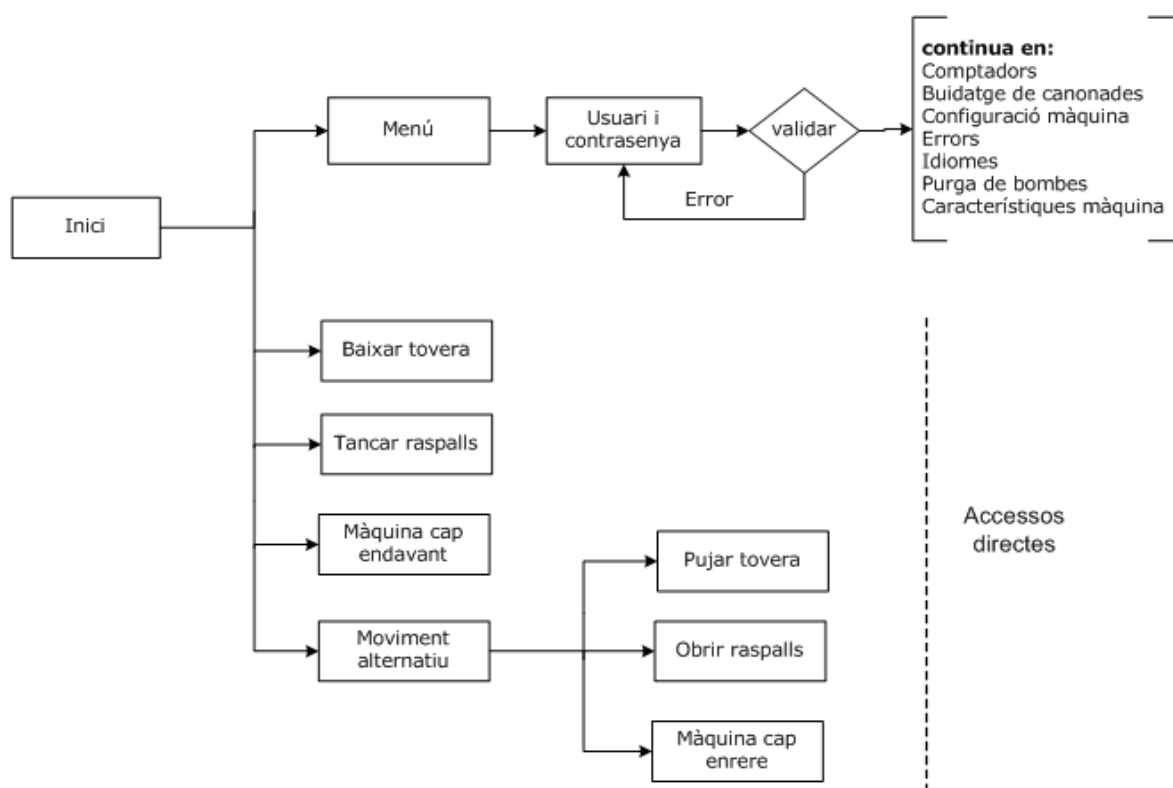 Inici
Menú
Usuari i
contrasenya
validar
Error
continua en:
Comptadors
Buidatge de canonades
Configuració màquina
Errors
Idiomes
Purga de bombes
Característiques màquina
Baixar tovera
Tancar raspalls
Màquina cap
endavant
Moviment
alternatiu
Pujar tovera
Obrir raspalls
Màquina cap
enrere
Accessos
directes